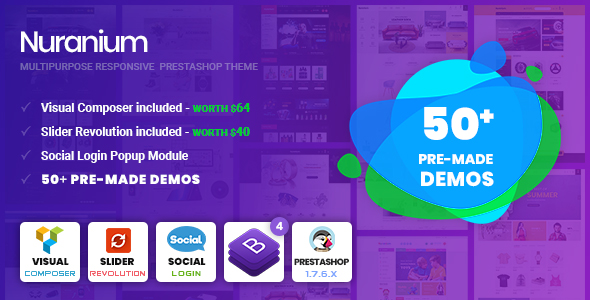 Nuranium
MULTIPURPOSE RESPONSIVE PRESTASHOP THEME
Visual Composer included - WORTH $64
Slider Revolution included - WORTH $40
Social Login Popup Module
50+ PRE-MADE DEMOS
50+
PRE-MADE
DEMOS
VISUAL
COMPOSER
SLIDER
REVOLUTION
Social
SOCIAL
LOGIN
B
4
PRESTASHOP
1.7.6.X
SUMMER